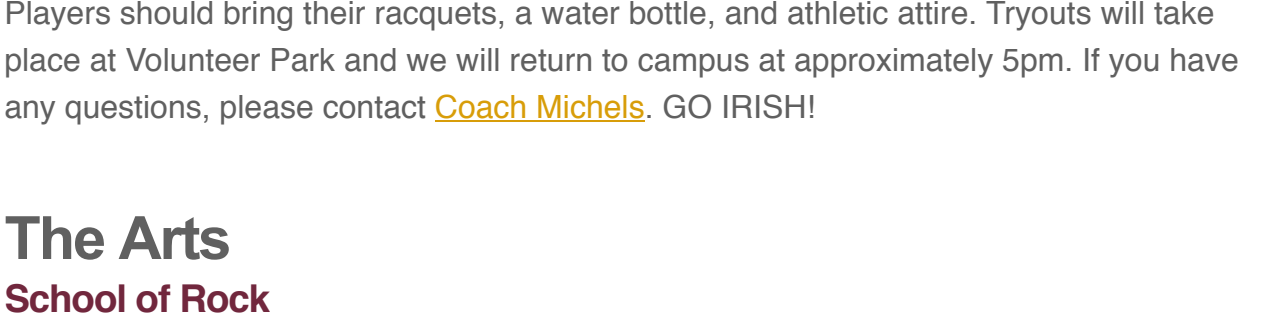 Players should bring their racquets, a water bottle, and athletic attire. Tryouts will take
place at Volunteer Park and we will return to campus at approximately 5pm. If you have
any questions, please contact Coach Michels. GO IRISH!
The Arts
School of Rock